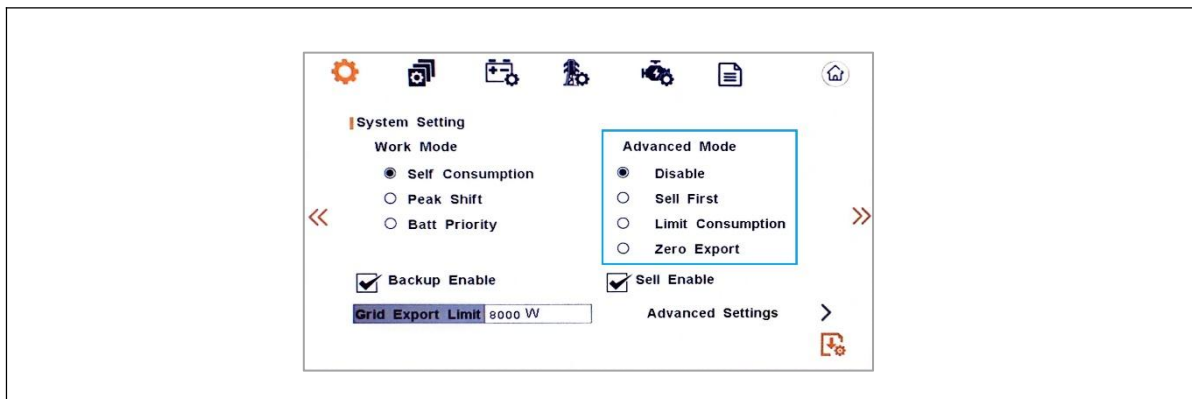 System Setting
Work Mode
Self Consumption
Peak Shift
Batt Priority
Advanced Mode
Disable
Sell First
Limit Consumption
Zero Export
Backup Enable
Sell Enable
Grid Export Limit 8000 W
Advanced Settings